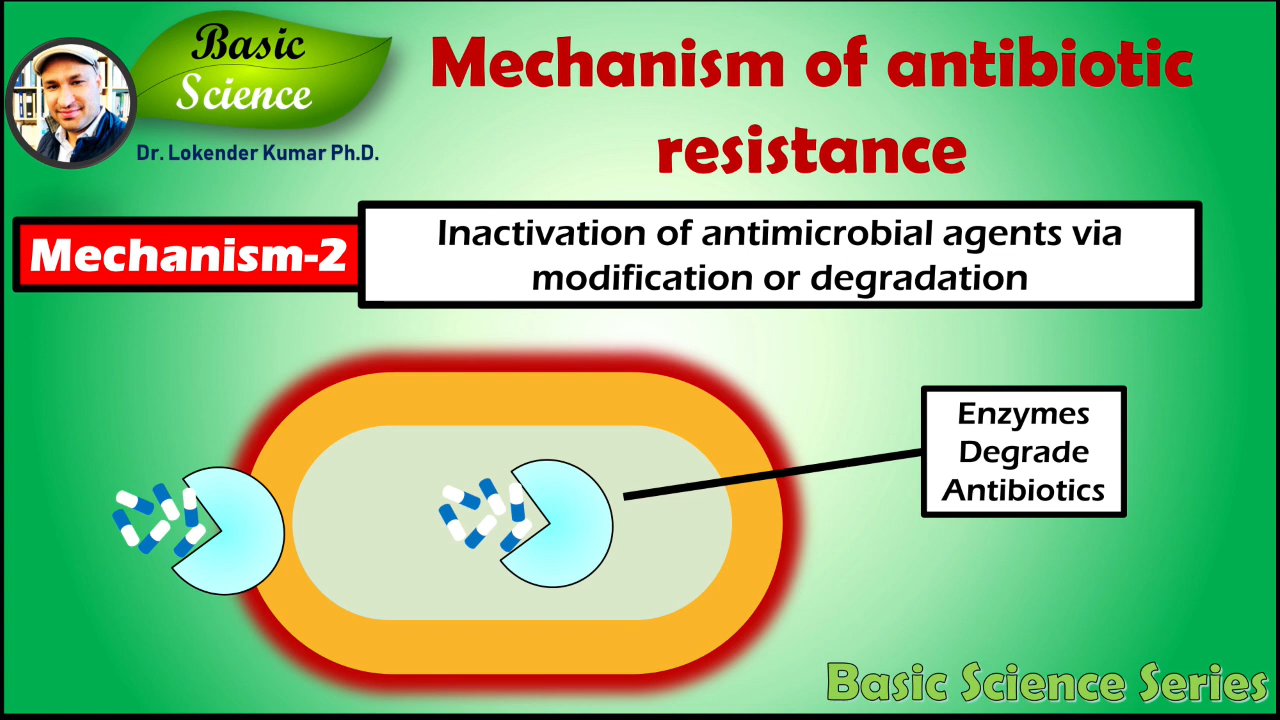 Basic
Science
Dr. Lokender Kumar Ph.D.
Mechanism of antibiotic
resistance
Mechanism-2
Inactivation of antimicrobial agents via
modification or degradation
Enzymes
Degrade
Antibiotics
Basic Science Series